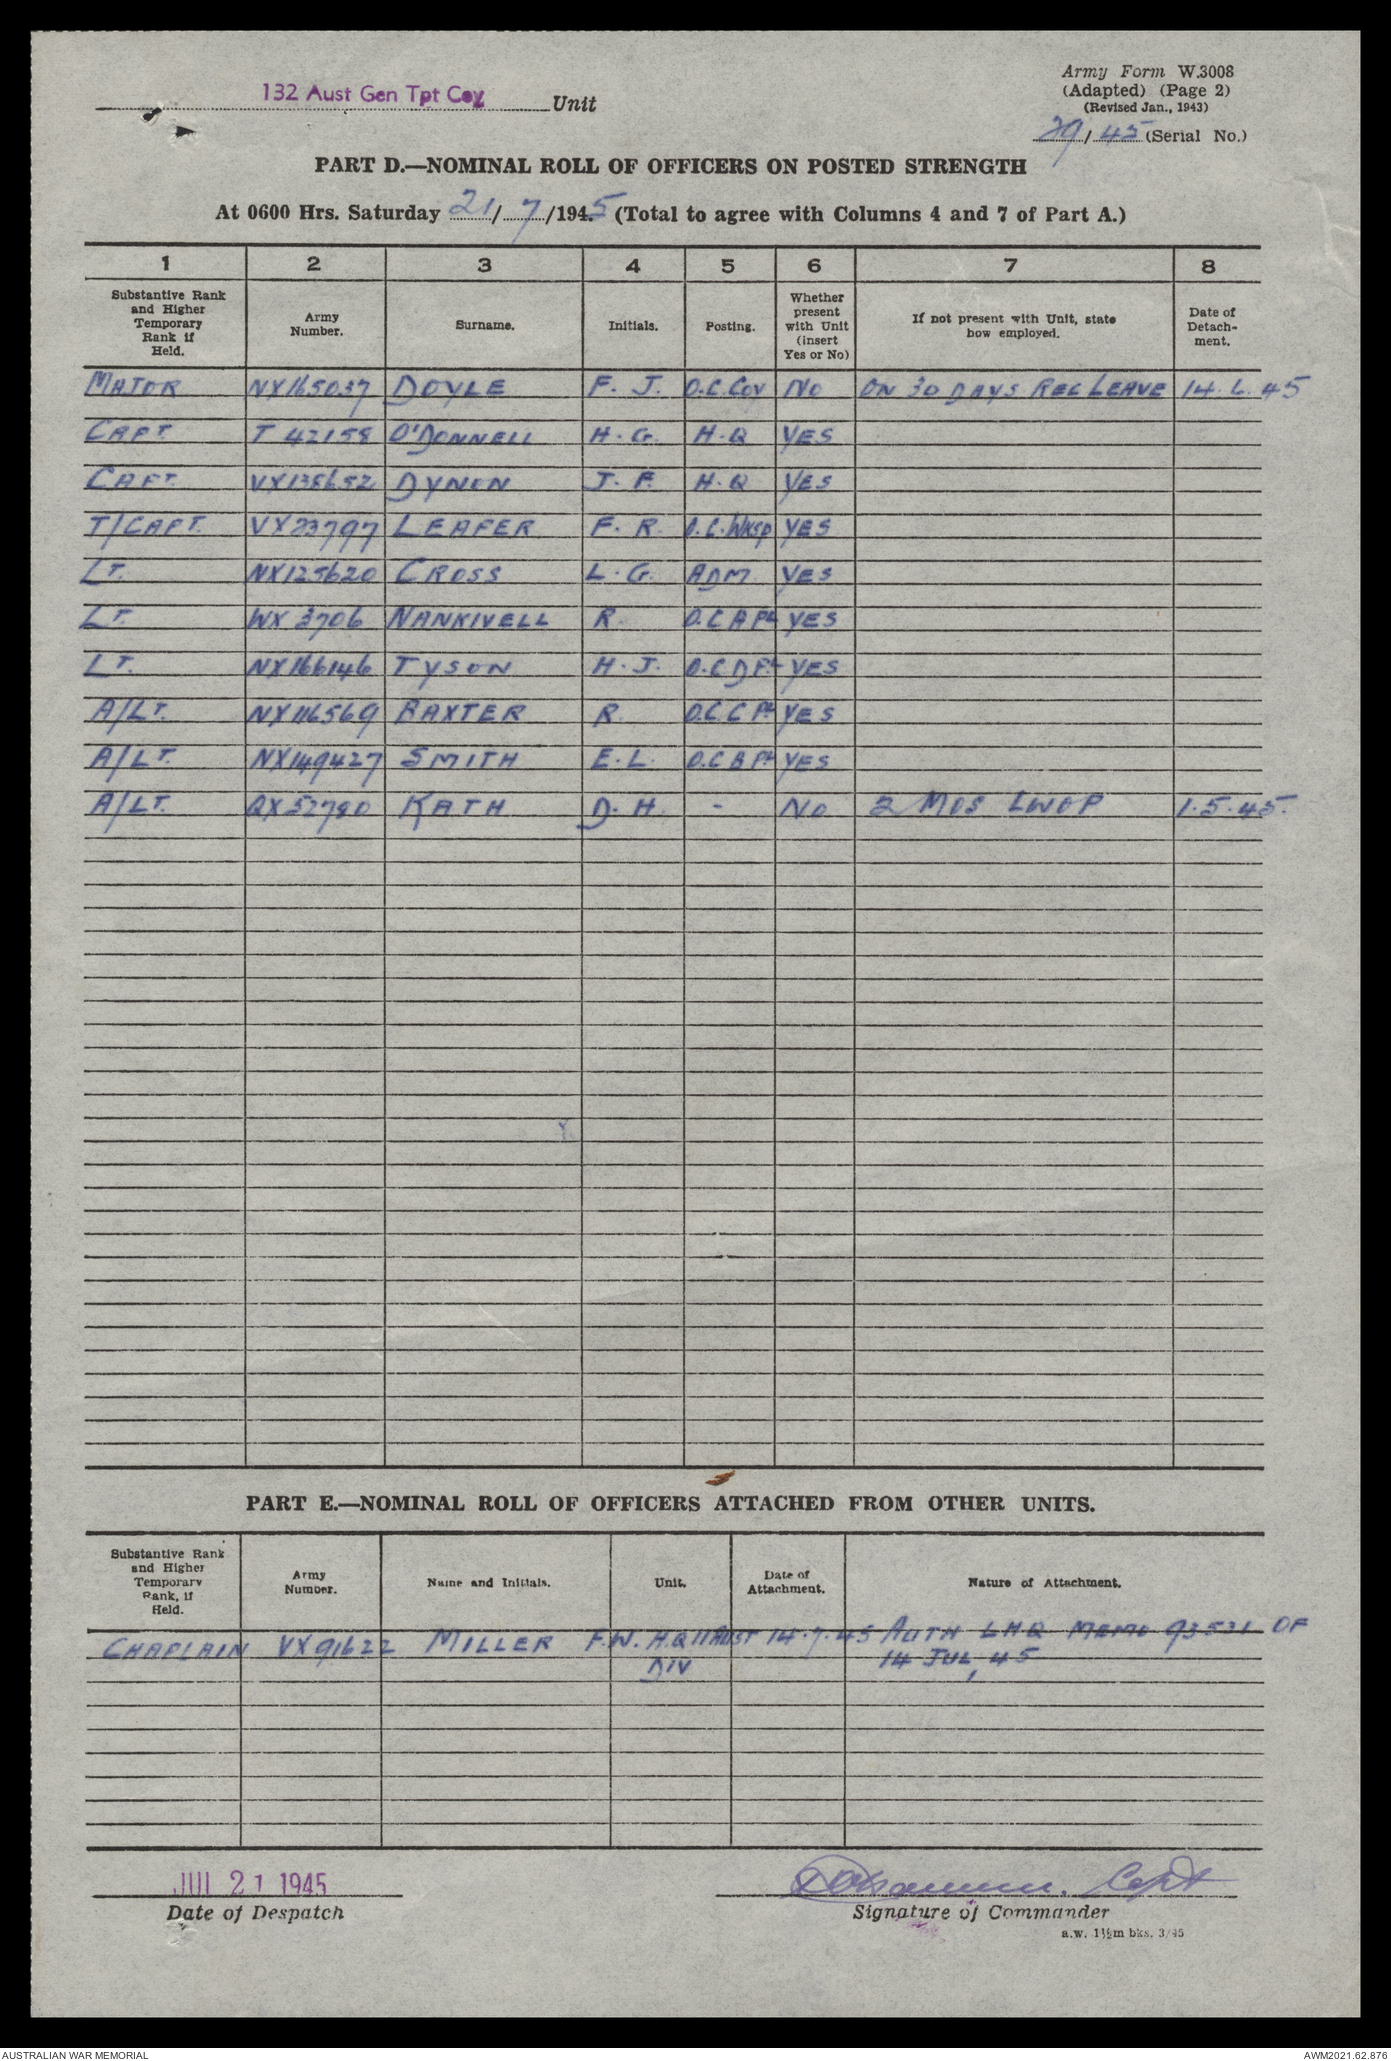 132 Aust Gen Tpt Coy Unit
Army Form W.3008
(Adapted) (Page 2)
(Revised Jan., 1943)
29/45 (Serial No.)
PART D.—NOMINAL ROLL OF OFFICERS ON POSTED STRENGTH
At 0600 Hrs. Saturday 21/7/1945 (Total to agree with Columns 4 and 7 of Part A.)
1 2 3 4 5 6 7 8
Substantive Rank and Higher Temporary Rank if Held. Army Number. Surname. Initials. Posting. Whether present with Unit (insert Yes or No) If not present with Unit, state how employed. Date of Detachment.
MAJOR NX165037 DOYLE F. J. O.C. COY NO ON 30 DAYS REC LEAVE 14.6.45
CAPT. T 42158 O'DONNELL H. G. H.Q YES
CAPT. VX135652 DYNON J. F. H.Q YES
T/CAPT. VX23797 LEAFER F. R. O.C. WKSP YES
LT. NX125620 CROSS L. G. ADM YES
LT. WX 3706 NANKIVELL R. O.C A Pl YES
LT. NX166146 TYSON H. J. O.C D Pl YES
A/LT. NX116569 BAXTER R. O.C C Pl YES
A/LT. NX149427 SMITH E. L. O.C B Pl YES
A/LT. QX52780 KATH D. H. - NO 2 MOS LWOP 1.5.45.
PART E.—NOMINAL ROLL OF OFFICERS ATTACHED FROM OTHER UNITS.
Substantive Rank and Higher Temporary Rank, if Held. Army Number. Name and Initials. Unit. Date of Attachment. Nature of Attachment.
CHAPLAIN VX91622 MILLER F.W. H.Q 11 AUST 14.7.45 AUTH LHQ MEMO 93531 OF
DIV 14 JUL, 45
JUL 21 1945
Capt
Date of Despatch
Signature of Commander
a.w. 1½m bks. 3/45
AUSTRALIAN WAR MEMORIAL
AWM2021.62.876